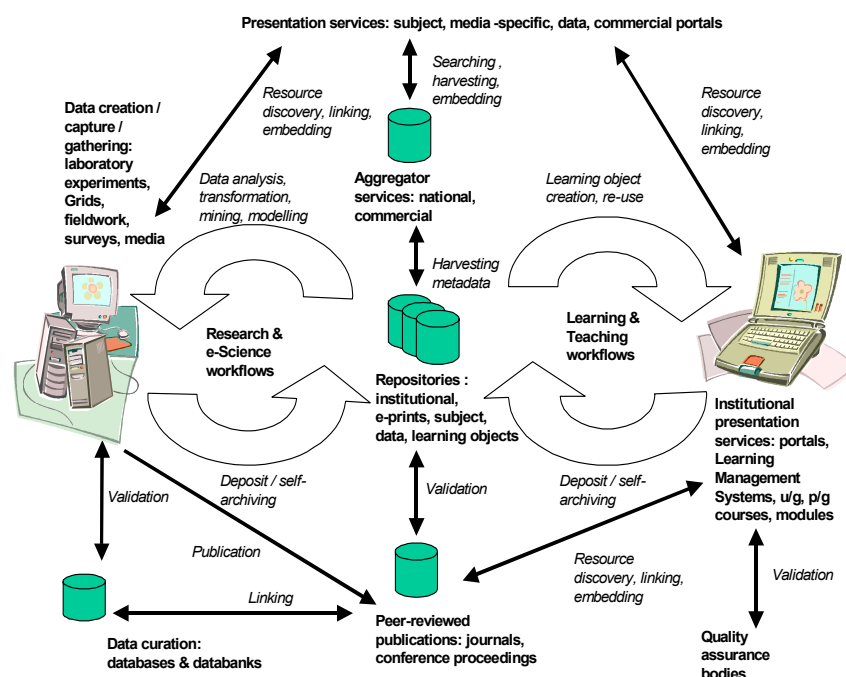 Presentation services: subject, media -specific, data, commercial portals
Searching ,
harvesting,
embedding
Resource
discovery, linking,
embedding
Resource
discovery,
linking,
embedding
Data creation /
capture /
gathering:
laboratory
experiments,
Grids,
fieldwork,
surveys, media
Data analysis,
transformation,
mining, modelling
Aggregator
services: national,
commercial
Learning object
creation, re-use
Harvesting
metadata
Research &
e-Science
workflows
Learning &
Teaching
workflows
Repositories :
institutional,
e-prints, subject,
data, learning objects
Institutional
presentation
services: portals,
Learning
Management
Systems, u/g, p/g
courses, modules
Deposit / self-
archiving
Deposit / self-
archiving
Validation
Validation
Publication
Resource
discovery, linking,
embedding
Validation
Linking
Data curation:
databases & databanks
Peer-reviewed
publications: journals,
conference proceedings
Quality
assurance
bodies